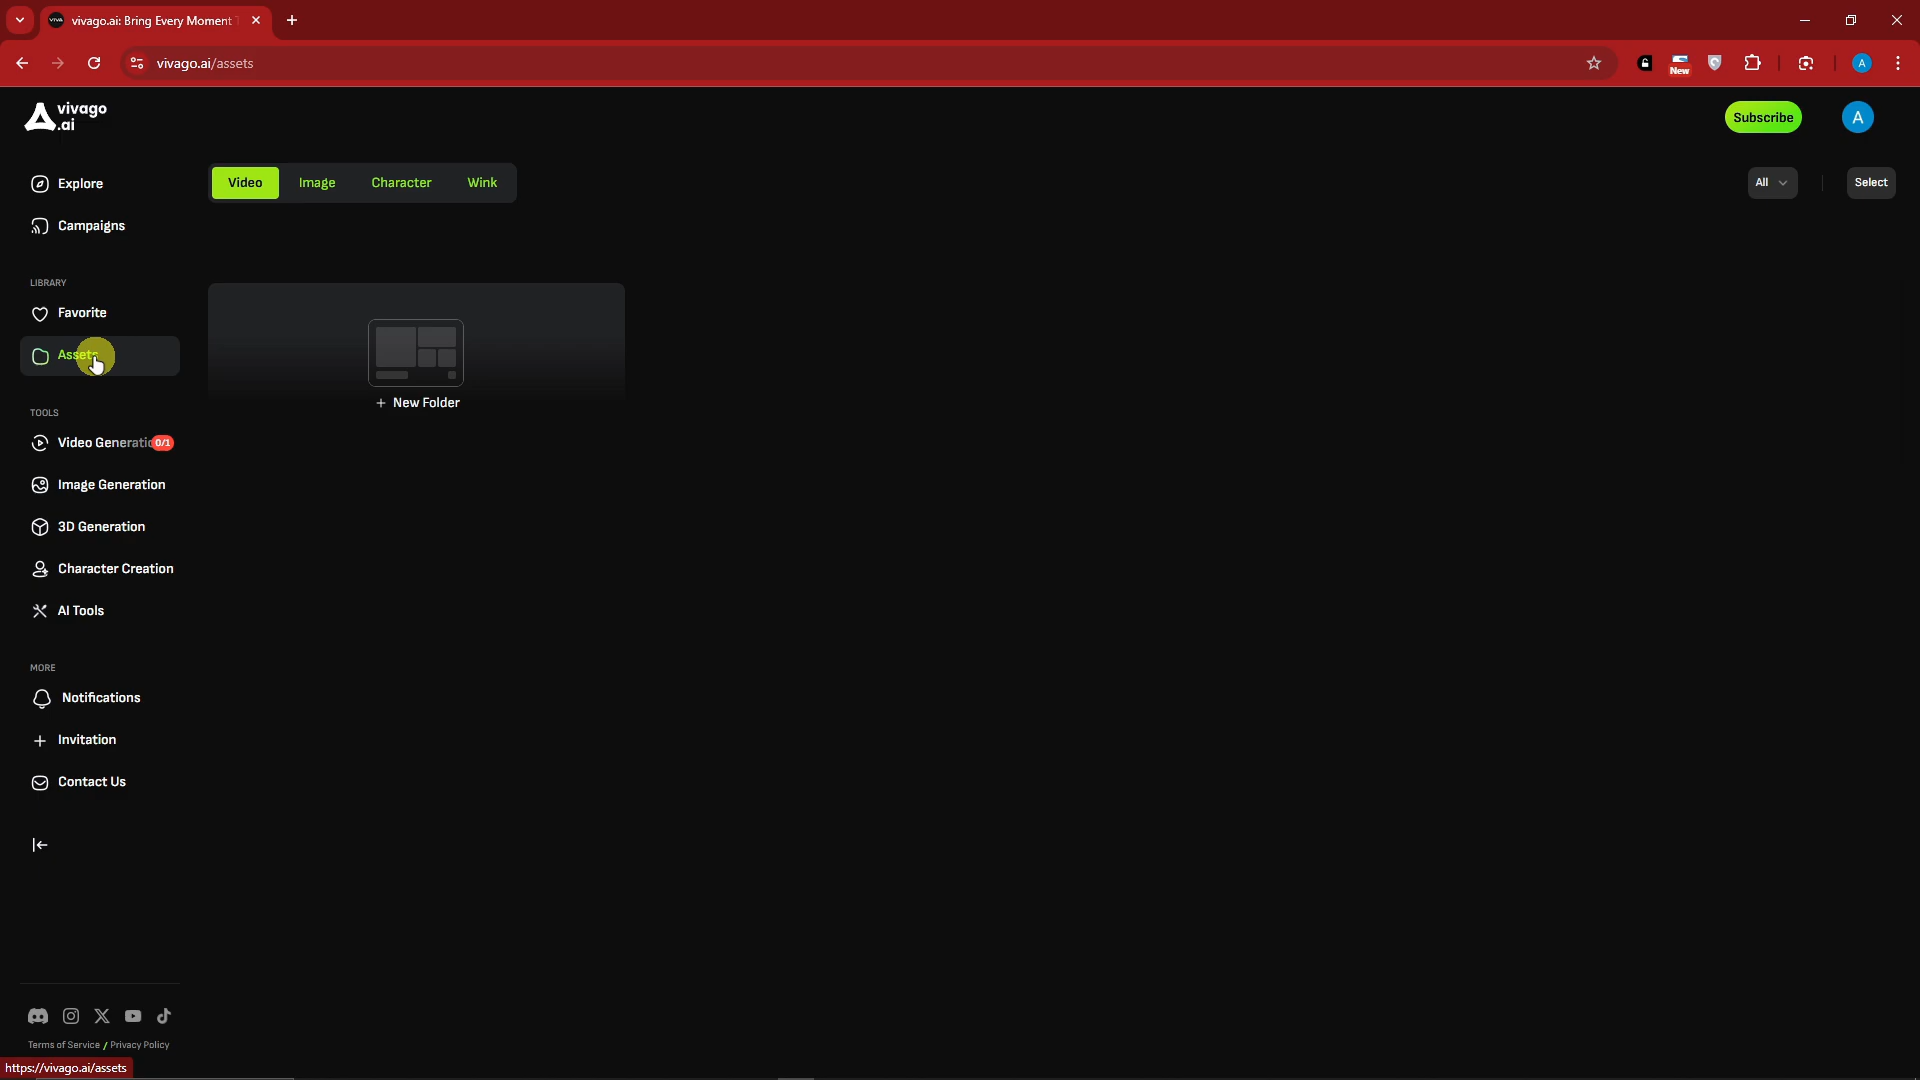 vivago.ai: Bring Every Moment
vivago.ai/assets
New
A
vivago
.ai
Subscribe
A
Explore
Campaigns
LIBRARY
Favorite
Assets
TOOLS
Video Generatio
0/1
Image Generation
3D Generation
Character Creation
AI Tools
MORE
Notifications
Invitation
Contact Us
Video
Image
Character
Wink
All
Select
+ New Folder
Terms of Service / Privacy Policy
https://vivago.ai/assets